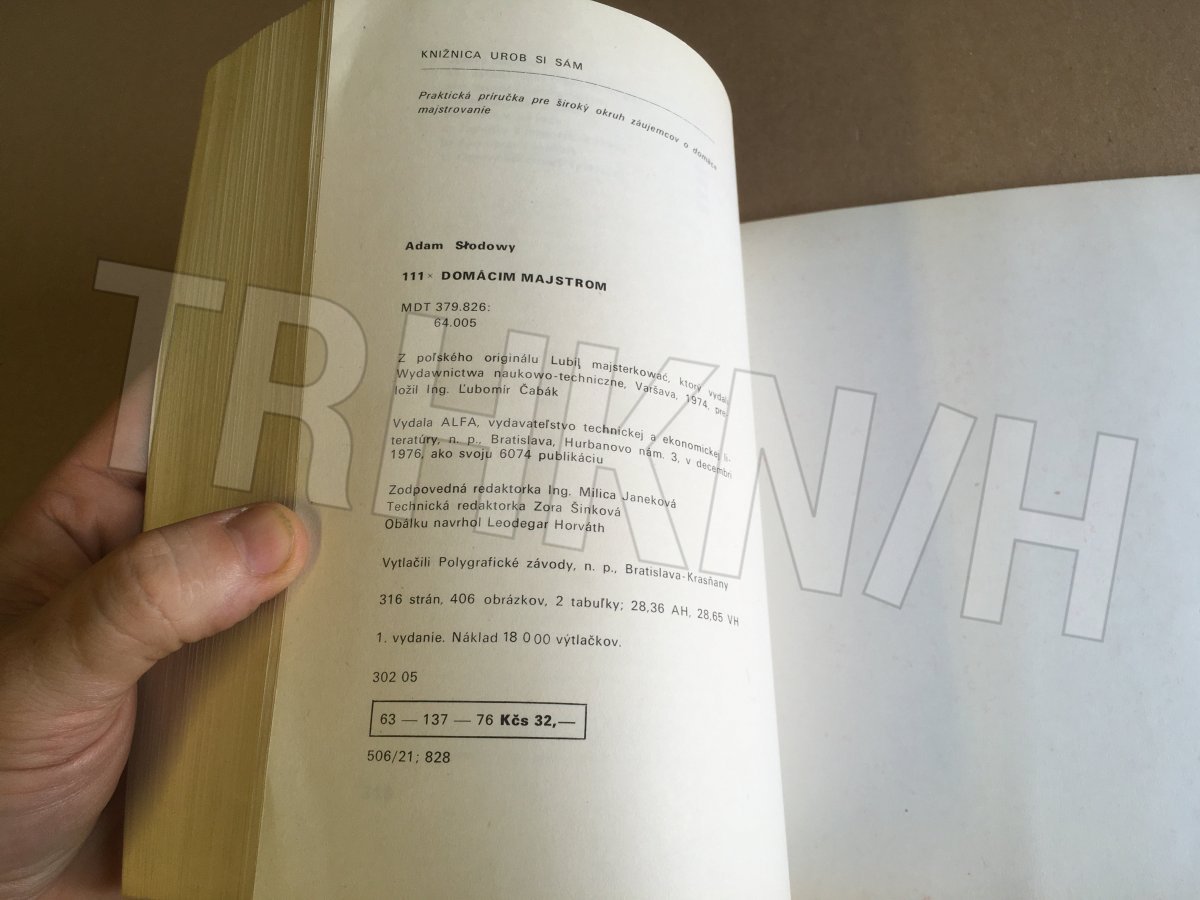 KNIŽNICA UROB SI SÁM
Praktická príručka pre široký okruh záujemcov o domáce
majstrovanie
Adam Słodowy
111× DOMÁCIM MAJSTROM
MDT 379.826:
64.005
Z poľského originálu Lubię majsterkować, ktorý vydalo
Wydawnictwa naukowo-techniczne, Varšava, 1974, pre-
ložil Ing. Ľubomír Čabák
Vydala ALFA, vydavateľstvo technickej a ekonomickej li-
teratúry, n. p., Bratislava, Hurbanovo nám. 3, v decembri
1976, ako svoju 6074 publikáciu
Zodpovedná redaktorka Ing. Milica Janeková
Technická redaktorka Zora Šinková
Obálku navrhol Leodegar Horváth
Vytlačili Polygrafické závody, n. p., Bratislava-Krasňany
316 strán, 406 obrázkov, 2 tabuľky; 28,36 AH, 28,65 VH
1. vydanie. Náklad 18 000 výtlačkov.
302 05
63 — 137 — 76 Kčs 32,—
506/21; 828
TRHKN/H